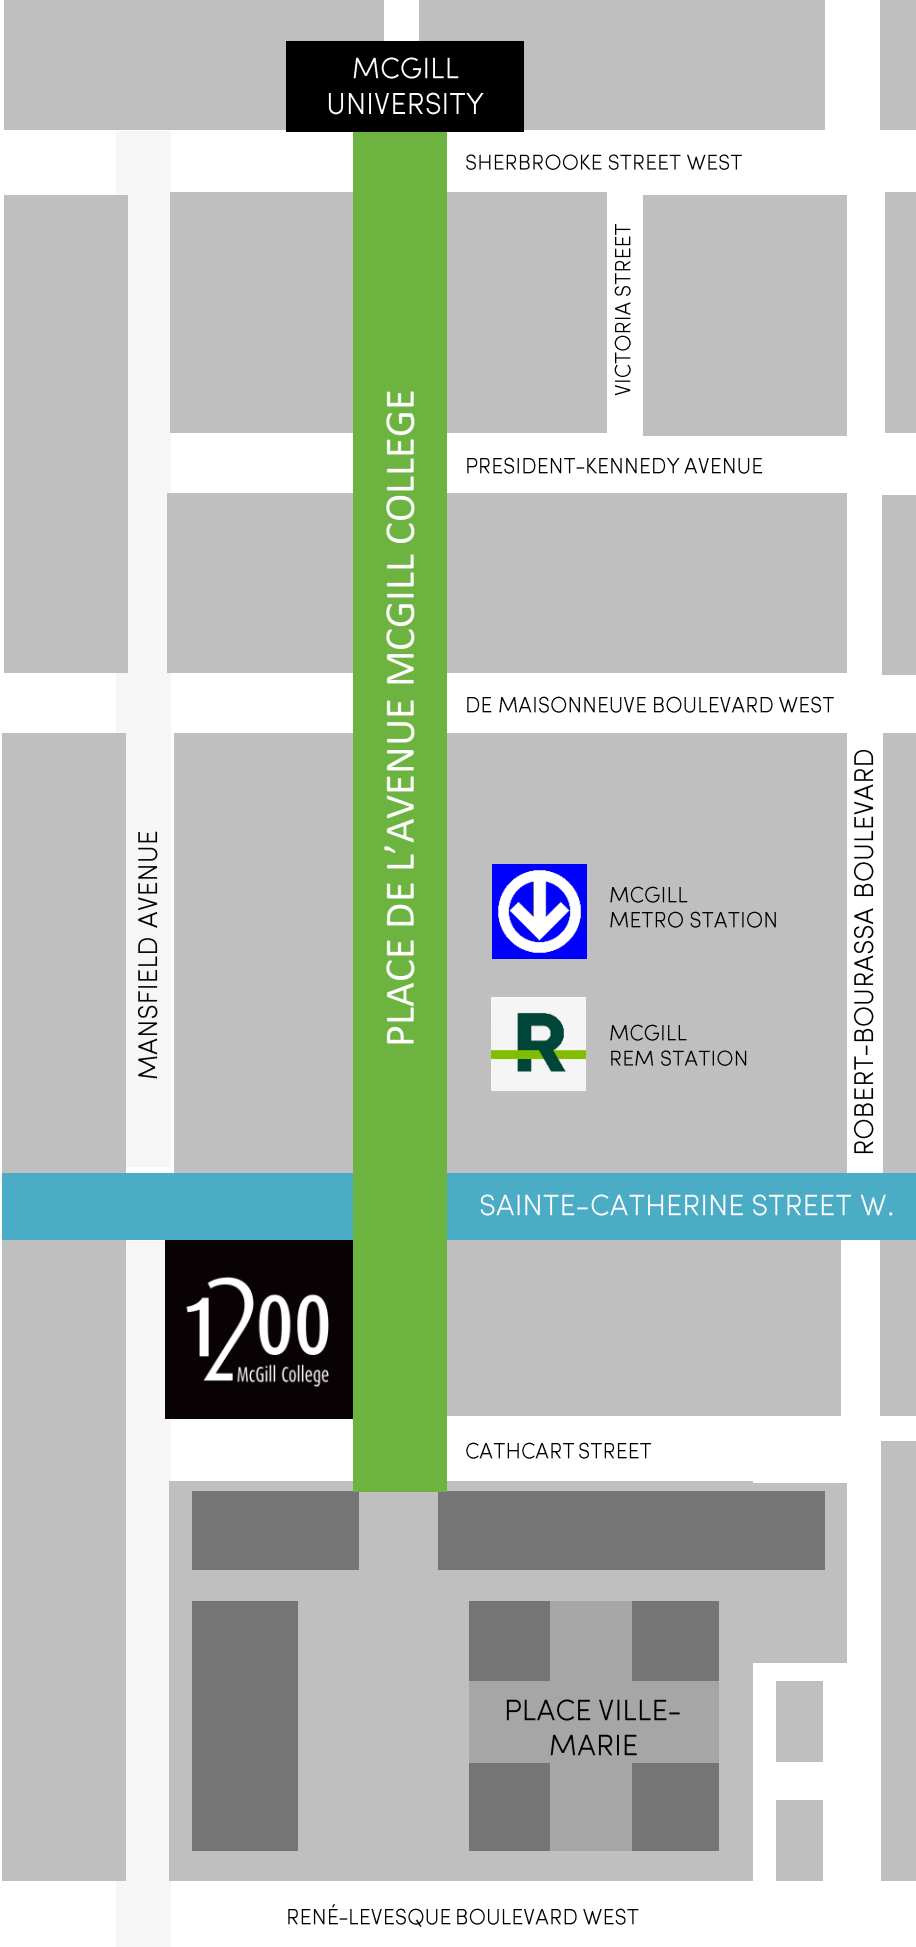 MCGILL
UNIVERSITY
SHERBROOKE STREET WEST
VICTORIA STREET
PRESIDENT-KENNEDY AVENUE
PLACE DE L’AVENUE MCGILL COLLEGE
DE MAISONNEUVE BOULEVARD WEST
MANSFIELD AVENUE
ROBERT-BOURASSA BOULEVARD
MCGILL
METRO STATION
R
MCGILL
REM STATION
SAINTE-CATHERINE STREET W.
1200
McGill College
CATHCART STREET
PLACE VILLE-
MARIE
RENÉ-LEVESQUE BOULEVARD WEST